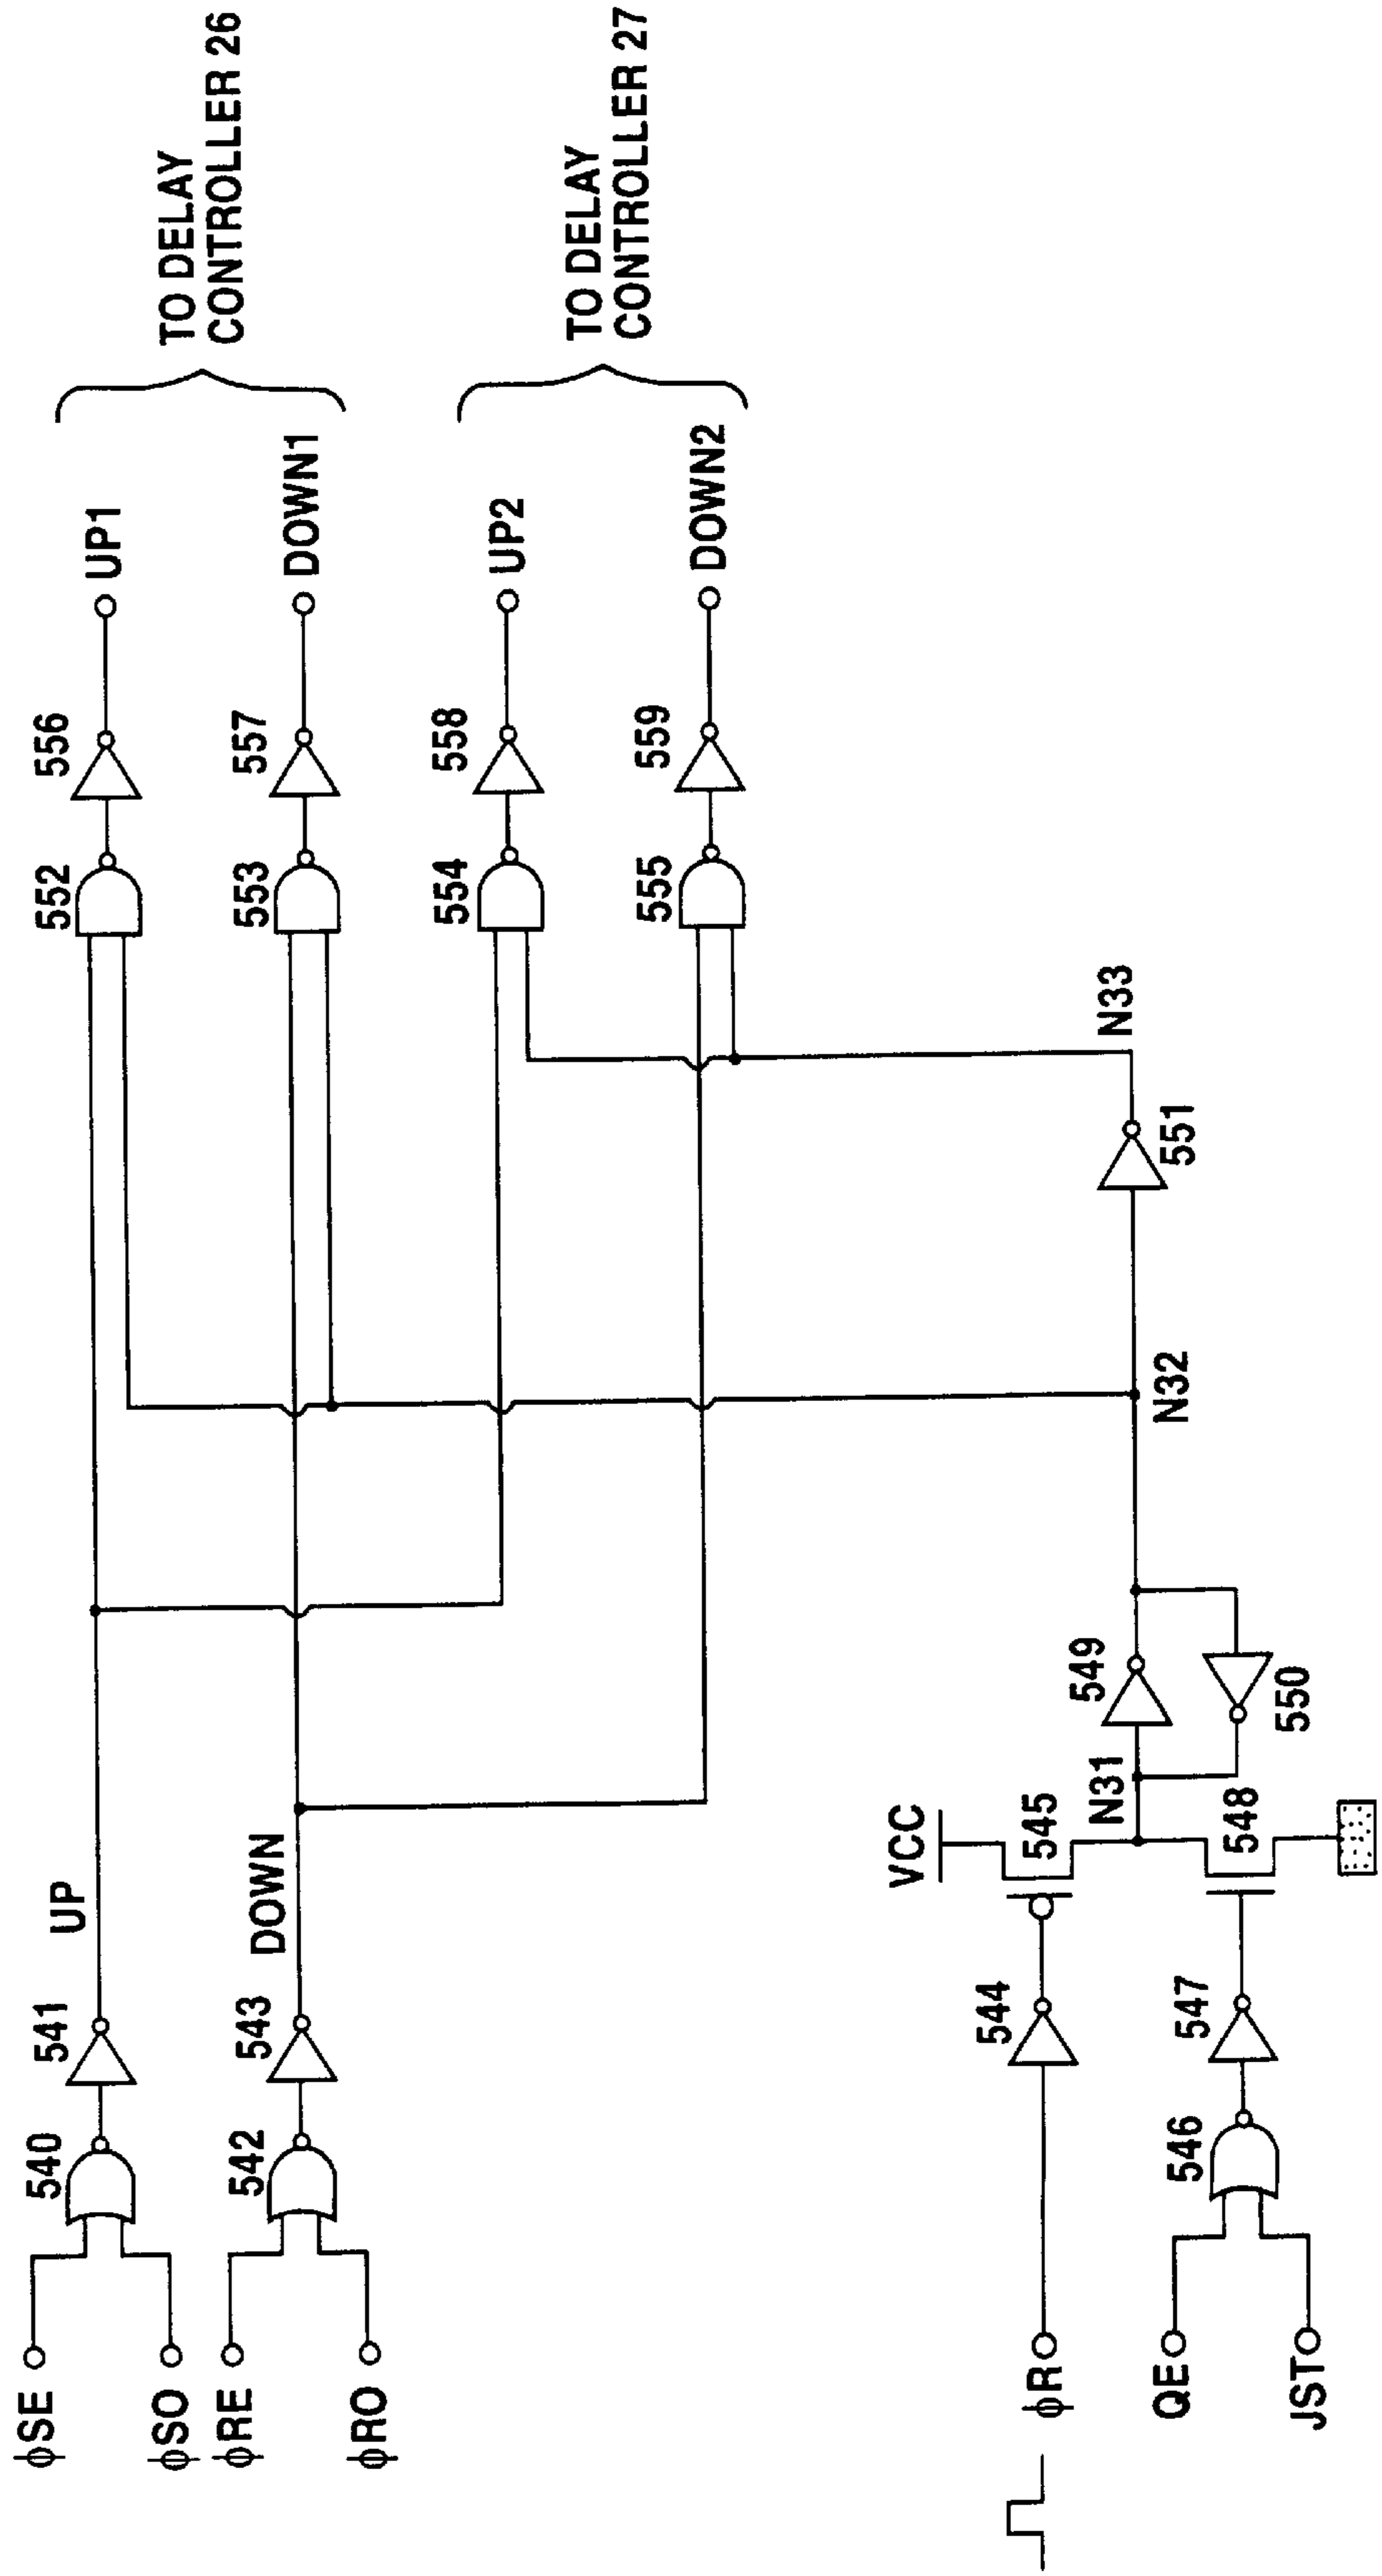 ϕSE
ϕSO
ϕRE
ϕRO
540
541
UP
542
543
DOWN
552
556
UP1
553
557
DOWN1
TO DELAY
CONTROLLER 26
554
558
UP2
555
559
DOWN2
TO DELAY
CONTROLLER 27
ϕR
544
VCC
545
N31
QE
JST
546
547
548
549
550
N32
551
N33